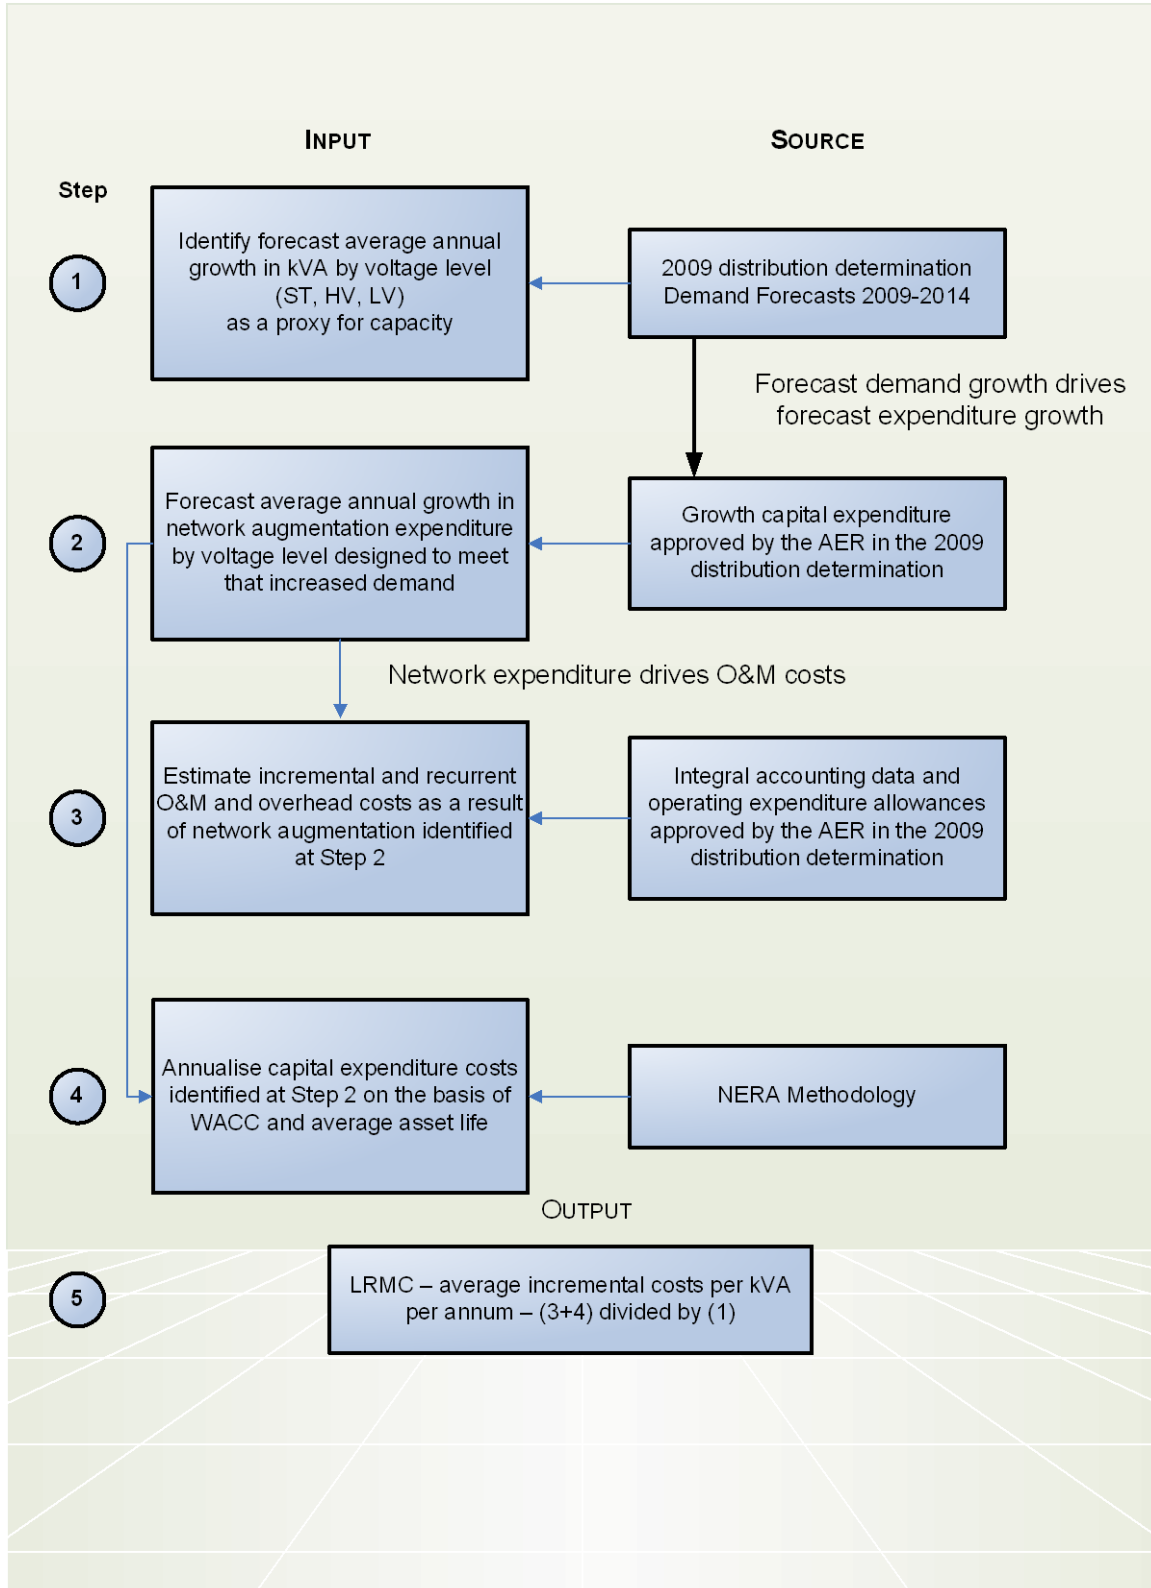 INPUT
SOURCE
Step
1
Identify forecast average annual
growth in kVA by voltage level
(ST, HV, LV)
as a proxy for capacity
2009 distribution determination
Demand Forecasts 2009-2014
Forecast demand growth drives
forecast expenditure growth
2
Forecast average annual growth in
network augmentation expenditure
by voltage level designed to meet
that increased demand
Growth capital expenditure
approved by the AER in the 2009
distribution determination
Network expenditure drives O&M costs
3
Estimate incremental and recurrent
O&M and overhead costs as a result
of network augmentation identified
at Step 2
Integral accounting data and
operating expenditure allowances
approved by the AER in the 2009
distribution determination
4
Annualise capital expenditure costs
identified at Step 2 on the basis of
WACC and average asset life
NERA Methodology
OUTPUT
5
LRMC – average incremental costs per kVA
per annum – (3+4) divided by (1)